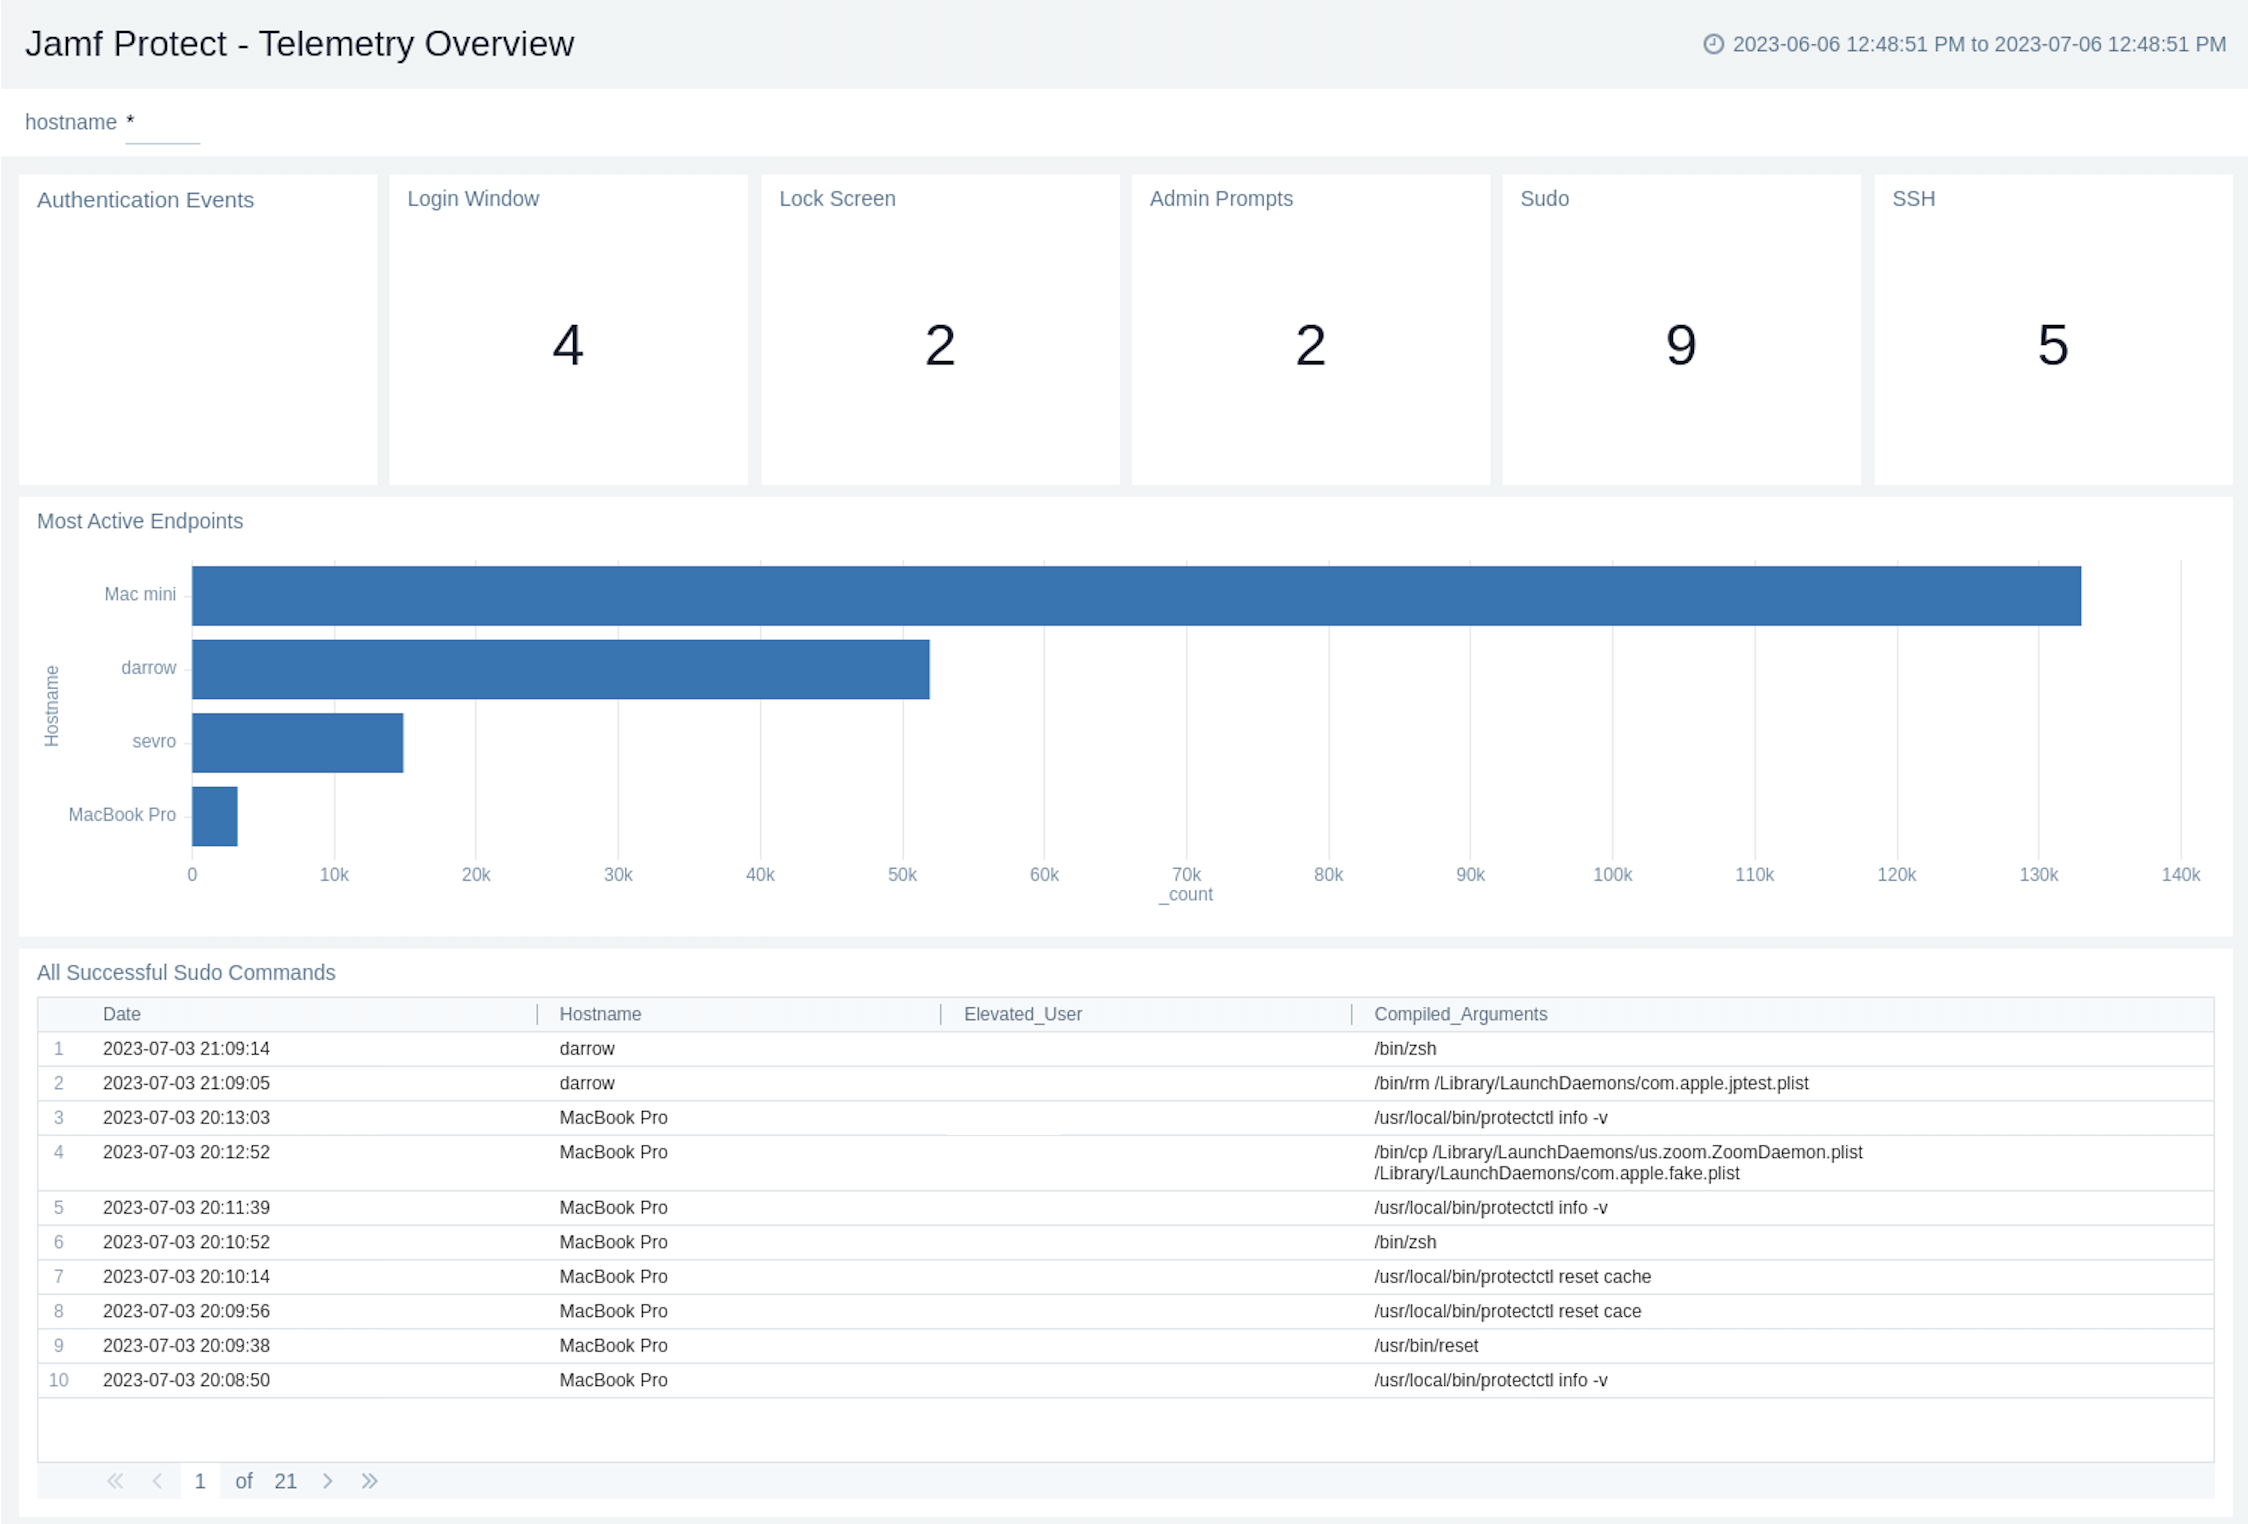 Jamf Protect - Telemetry Overview
2023-06-06 12:48:51 PM to 2023-07-06 12:48:51 PM
hostname *
Authentication Events
Login Window
4
Lock Screen
2
Admin Prompts
2
Sudo
9
SSH
5
Most Active Endpoints
Hostname
Mac mini
darrow
sevro
MacBook Pro
0 10k 20k 30k 40k 50k 60k 70k 80k 90k 100k 110k 120k 130k 140k
_count
All Successful Sudo Commands
Date Hostname Elevated_User Compiled_Arguments
1 2023-07-03 21:09:14 darrow /bin/zsh
2 2023-07-03 21:09:05 darrow /bin/rm /Library/LaunchDaemons/com.apple.jptest.plist
3 2023-07-03 20:13:03 MacBook Pro /usr/local/bin/protectctl info -v
4 2023-07-03 20:12:52 MacBook Pro /bin/cp /Library/LaunchDaemons/us.zoom.ZoomDaemon.plist
/Library/LaunchDaemons/com.apple.fake.plist
5 2023-07-03 20:11:39 MacBook Pro /usr/local/bin/protectctl info -v
6 2023-07-03 20:10:52 MacBook Pro /bin/zsh
7 2023-07-03 20:10:14 MacBook Pro /usr/local/bin/protectctl reset cache
8 2023-07-03 20:09:56 MacBook Pro /usr/local/bin/protectctl reset cace
9 2023-07-03 20:09:38 MacBook Pro /usr/bin/reset
10 2023-07-03 20:08:50 MacBook Pro /usr/local/bin/protectctl info -v
1 of 21